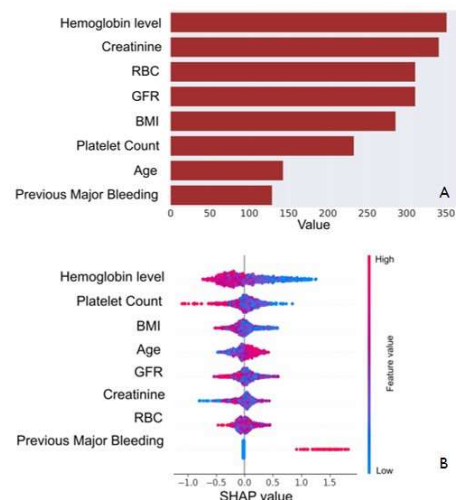 Hemoglobin level
Creatinine
RBC
GFR
BMI
Platelet Count
Age
Previous Major Bleeding
A
0 50 100 150 200 250 300 350
Value
High
Hemoglobin level
Platelet Count
BMI
Age
GFR
Creatinine
RBC
Previous Major Bleeding
Feature value
B
Low
−1.0 −0.5 0.0 0.5 1.0 1.5
SHAP value